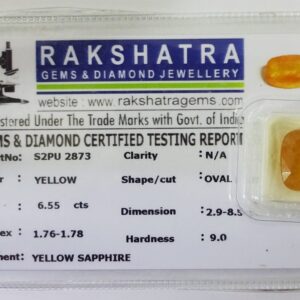 RAKSHATRA
GEMS & DIAMOND JEWELLERY
website : www.rakshatragems.com
stered Under The Trade Marks with Govt. of Indi
MS & DIAMOND CERTIFIED TESTING REPORT
rtNo: S2PU 2873 Clarity : N/A
: YELLOW Shape/cut : OVAL
: 6.55 cts Dimension : 2.9-8.5
ex : 1.76-1.78 Hardness : 9.0
ment: YELLOW SAPPHIRE